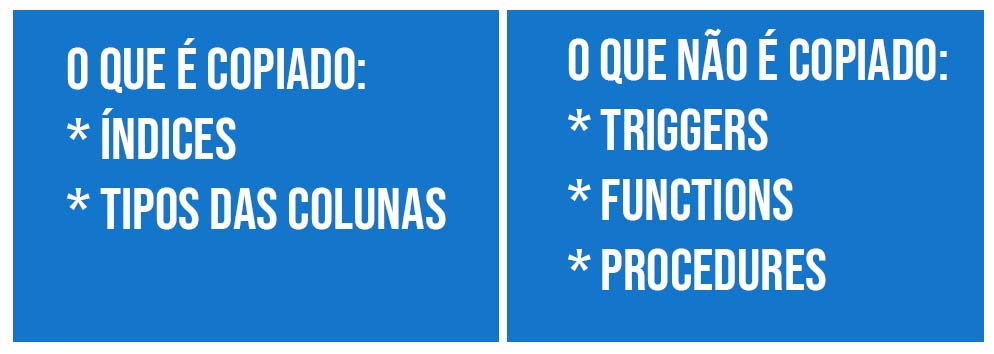 O QUE É COPIADO:
* ÍNDICES
* TIPOS DAS COLUNAS
O QUE NÃO É COPIADO:
* TRIGGERS
* FUNCTIONS
* PROCEDURES